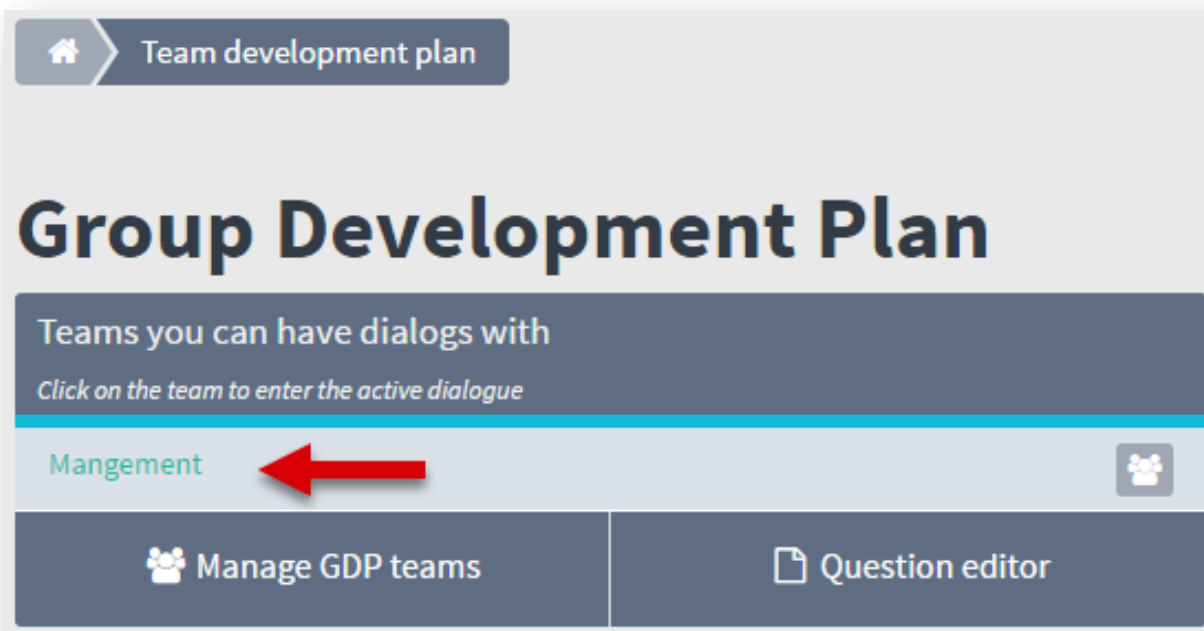 Team development plan
Group Development Plan
Teams you can have dialogs with
Click on the team to enter the active dialogue
Mangement
Manage GDP teams
Question editor